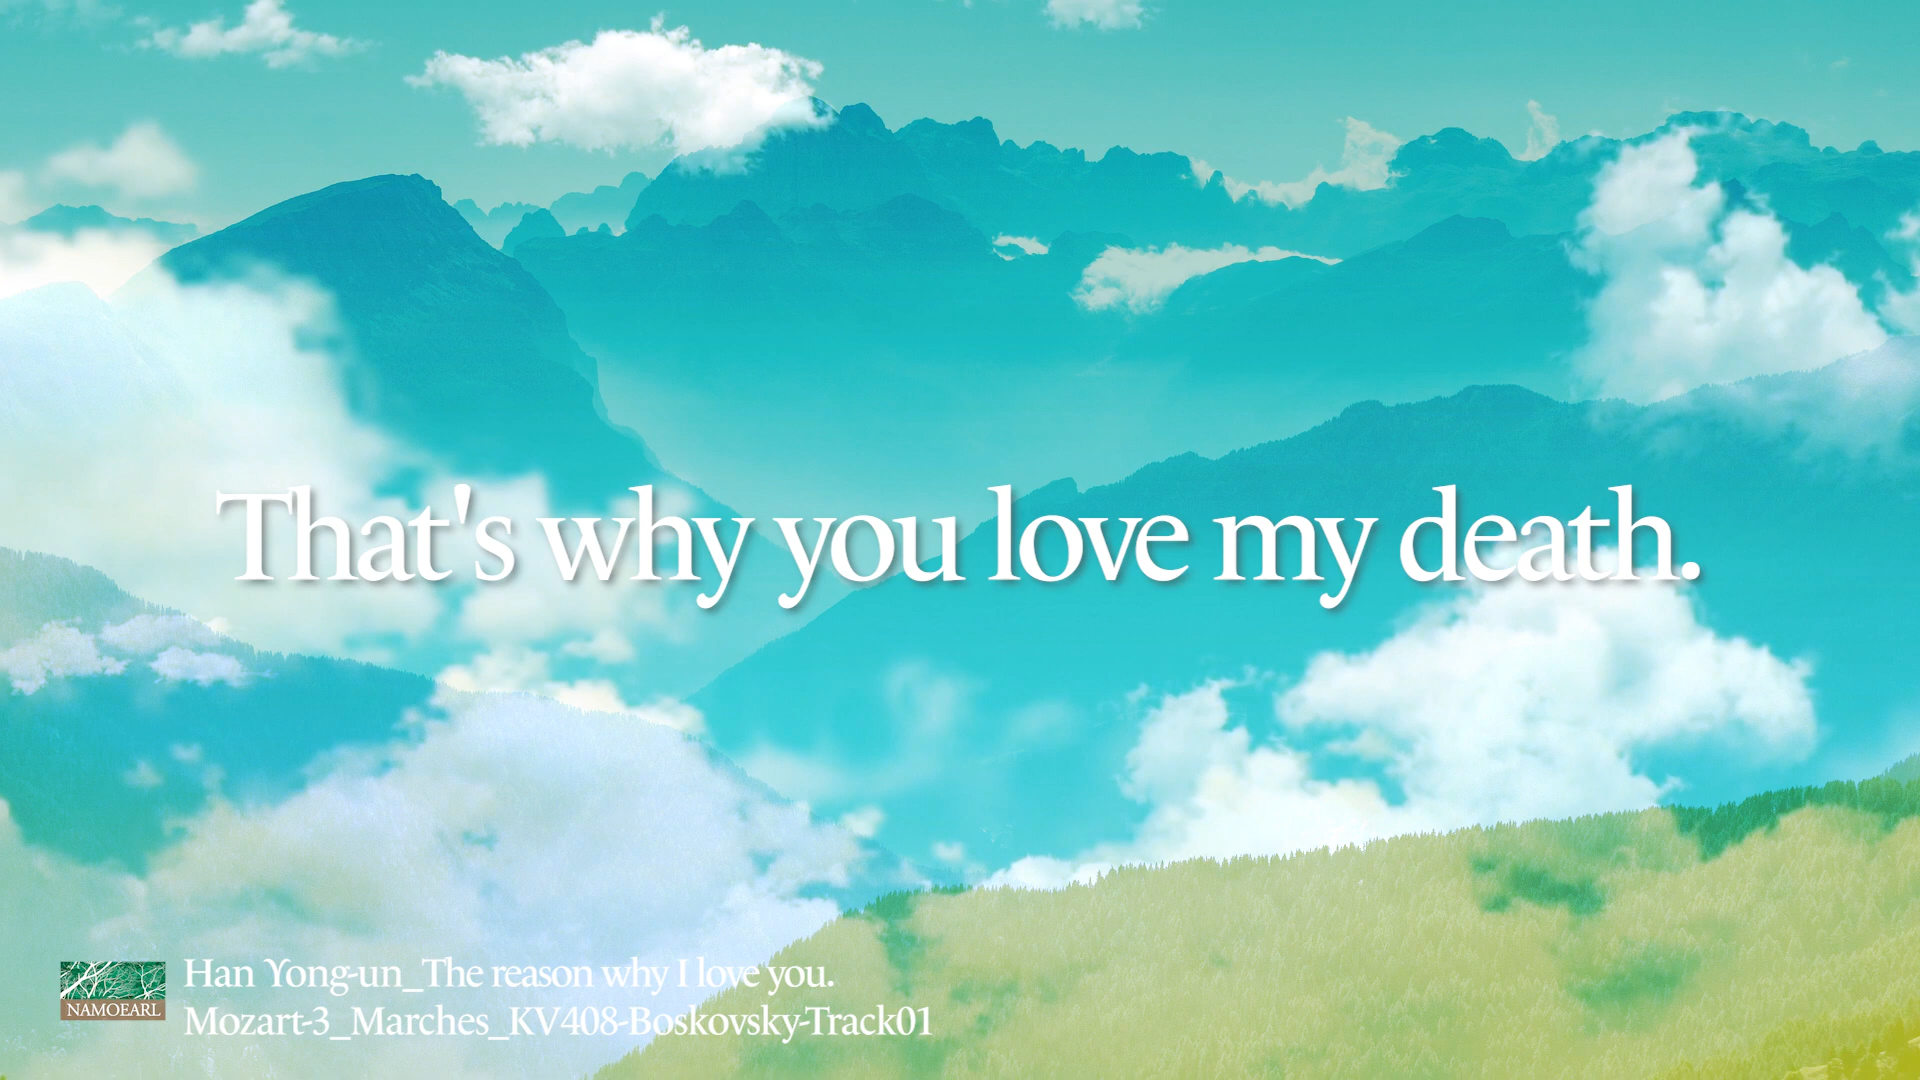 That's why you love my death.
NAMOEARL
Han Yong-un_The reason why I love you.
Mozart-3_Marches_KV408-Boskovsky-Track01